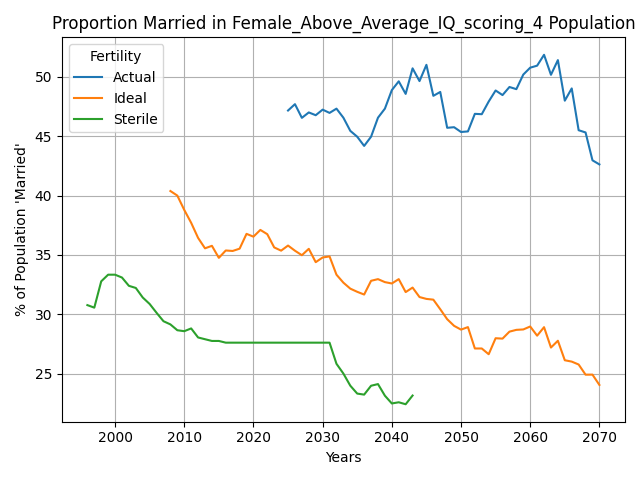 Proportion Married in Female_Above_Average_IQ_scoring_4 Population
Fertility
Actual
Ideal
Sterile
% of Population 'Married'
50
45
40
35
30
25
2000
2010
2020
2030
2040
2050
2060
2070
Years